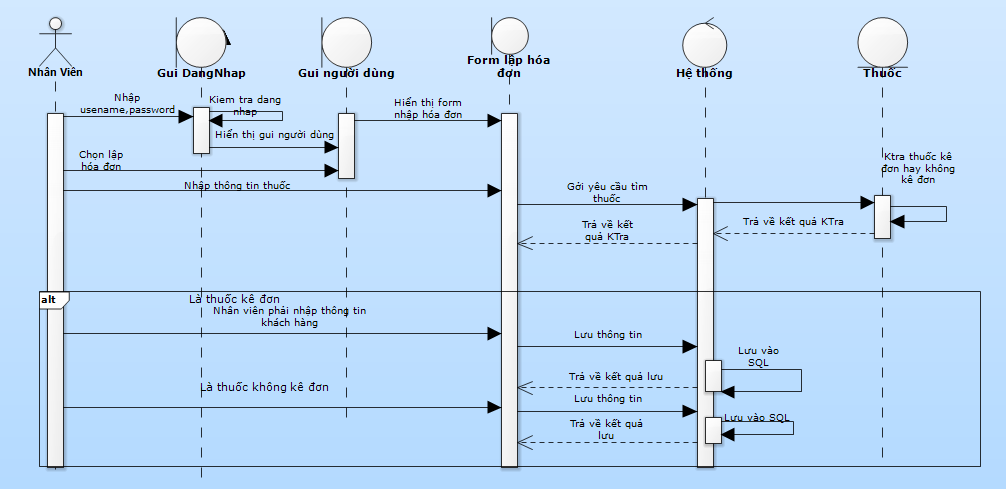 Nhân Viên
Gui DangNhap
Gui người dùng
Form lập hóa
đơn
Hệ thống
Thuốc
Nhập
usename,password
Kiem tra dang
nhap
Hiển thị form
nhập hóa đơn
Hiển thị gui người dùng
Chọn lập
hóa đơn
Nhập thông tin thuốc
Gởi yêu cầu tìm
thuốc
Ktra thuốc kê
đơn hay không
kê đơn
Trả về kết quả KTra
Trả về kết
quả KTra
alt
Là thuốc kê đơn
Nhân viên phải nhập thông tin
khách hàng
Lưu thông tin
Lưu vào
SQL
Trả về kết quả lưu
Là thuốc không kê đơn
Lưu thông tin
Lưu vào SQL
Trả về kết quả
lưu